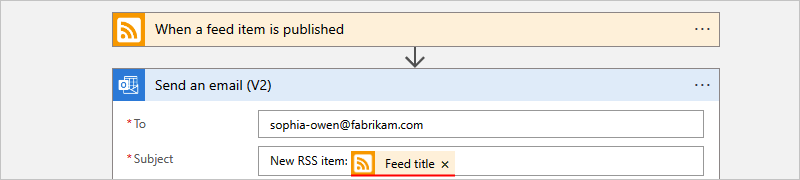 When a feed item is published
Send an email (V2)
* To
sophia-owen@fabrikam.com
* Subject
New RSS item: Feed title ×